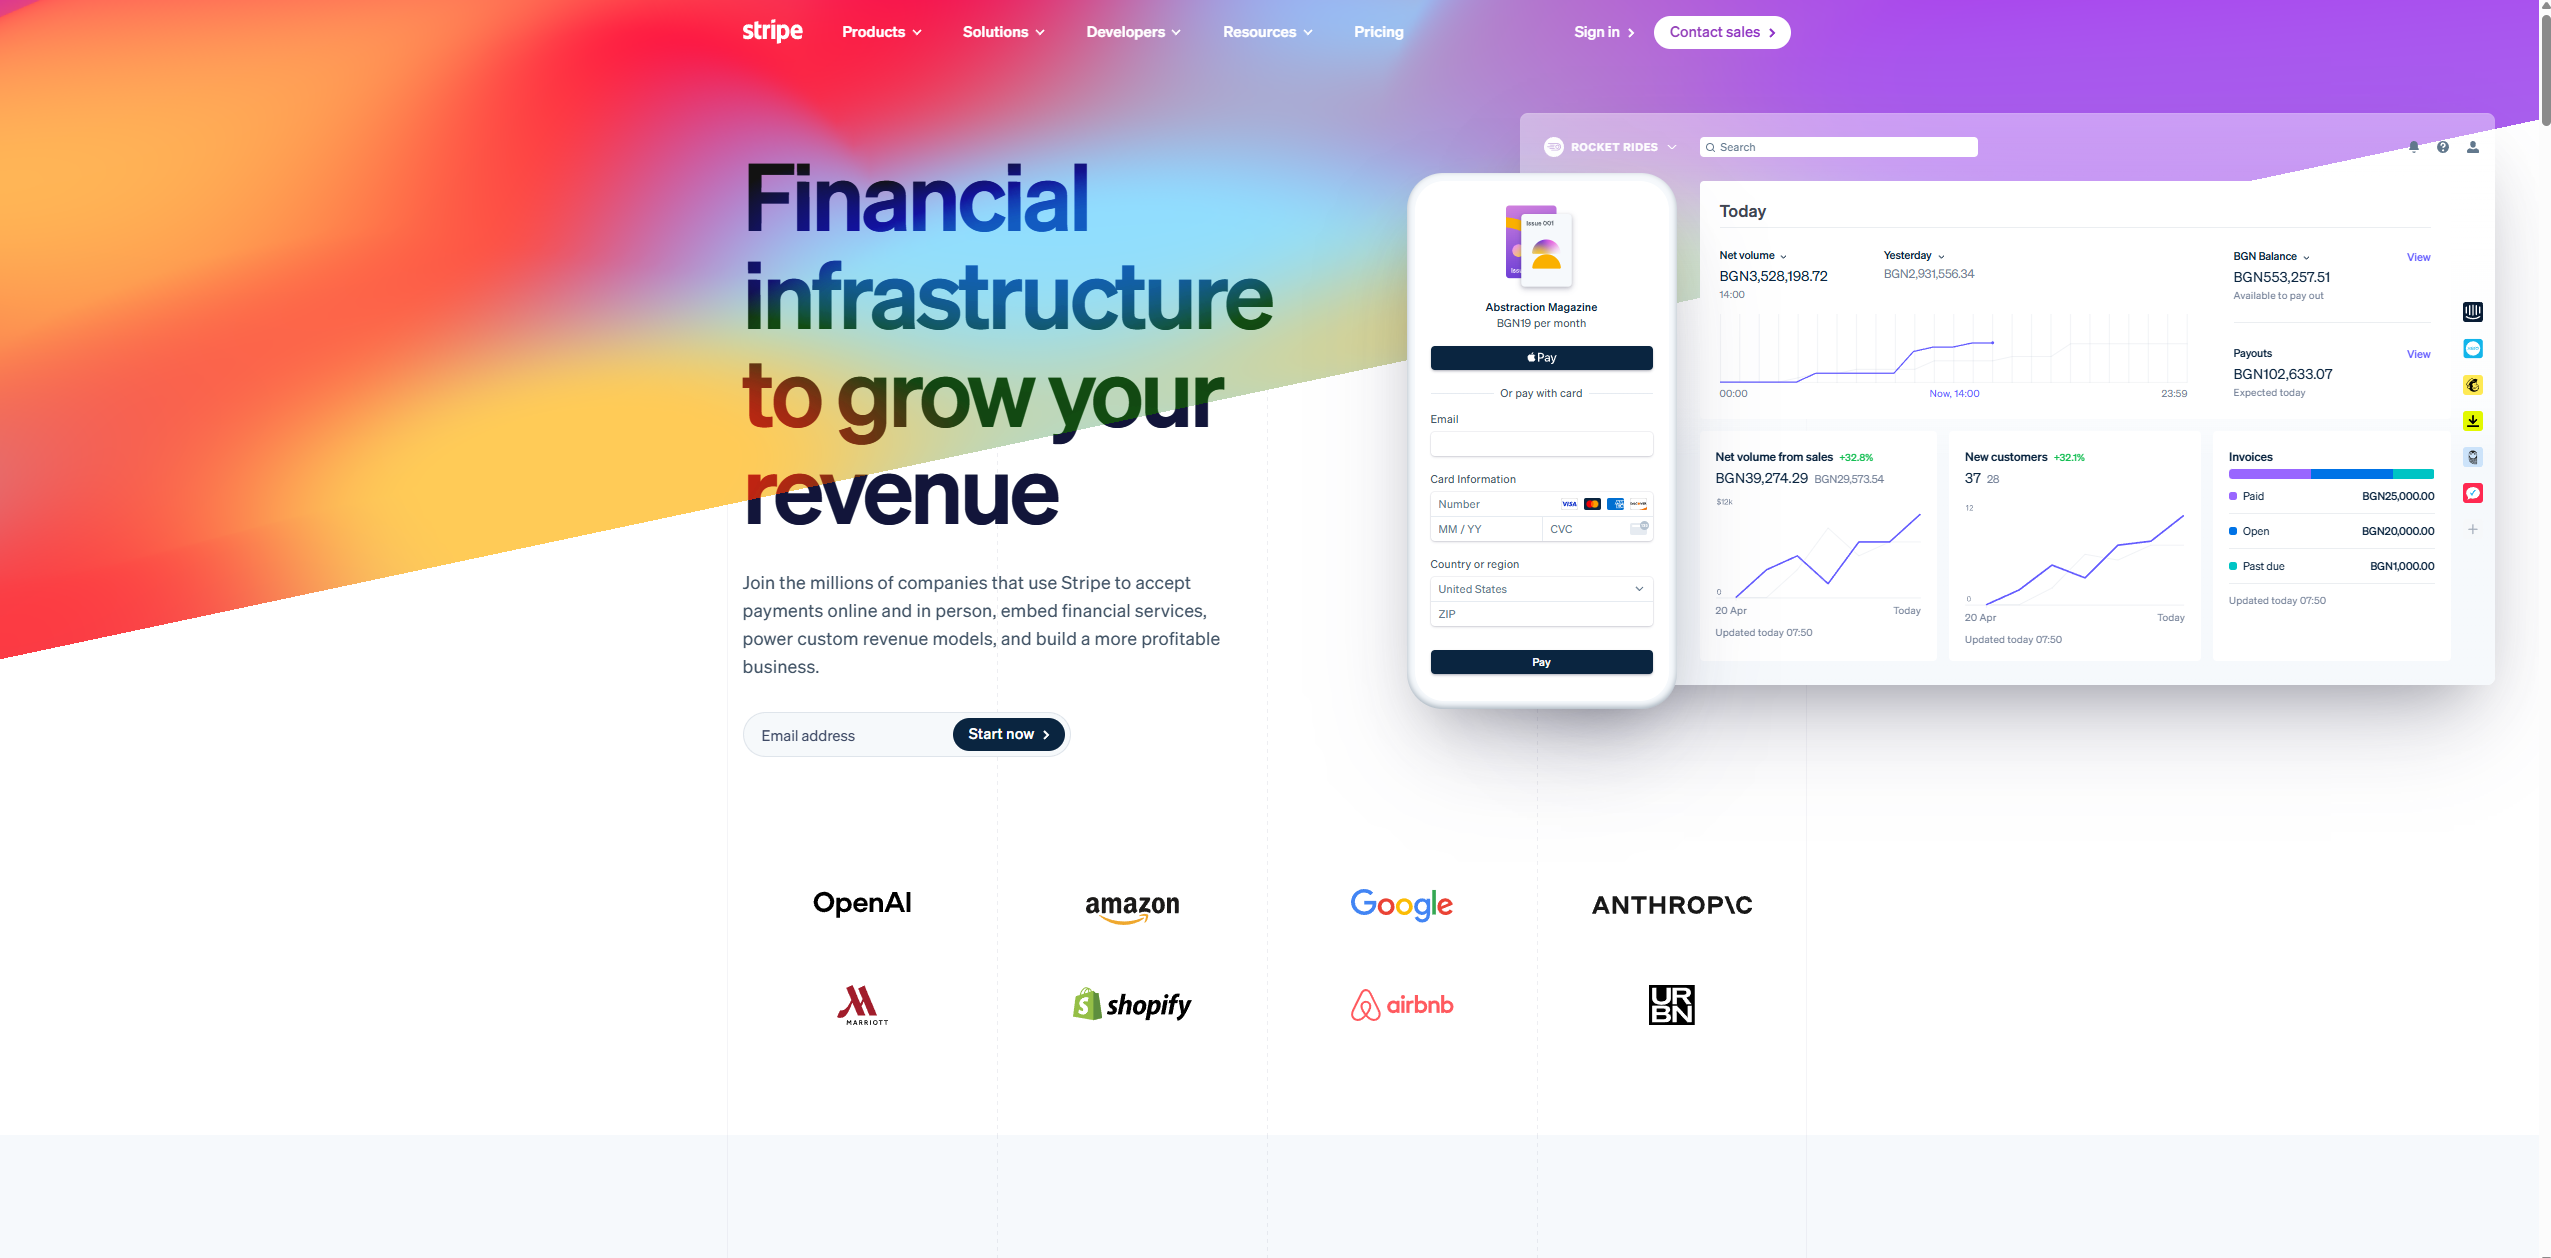 stripe
Products
Solutions
Developers
Resources
Pricing
Sign in
Contact sales
Financial
infrastructure
to grow your
revenue
Join the millions of companies that use Stripe to accept
payments online and in person, embed financial services,
power custom revenue models, and build a more profitable
business.
Email address
Start now
Issue 001
Abstraction Magazine
BGN19 per month
Pay
Or pay with card
Email
Card Information
Number
VISA
MM / YY
CVC
Country or region
United States
ZIP
Pay
ROCKET RIDES
Search
Today
Net volume
BGN3,528,198.72
14:00
Yesterday
BGN2,931,556.34
00:00
Now, 14:00
23:59
BGN Balance
View
BGN553,257.51
Available to pay out
Payouts
View
BGN102,633.07
Expected today
Net volume from sales +32.8%
BGN39,274.29 BGN29,573.54
$12k
0
20 Apr
Today
Updated today 07:50
New customers +32.1%
37 28
12
0
20 Apr
Today
Updated today 07:50
Invoices
Paid BGN25,000.00
Open BGN20,000.00
Past due BGN1,000.00
Updated today 07:50
OpenAI
amazon
Google
ANTHROP\C
MARRIOTT
shopify
airbnb
UR
BN